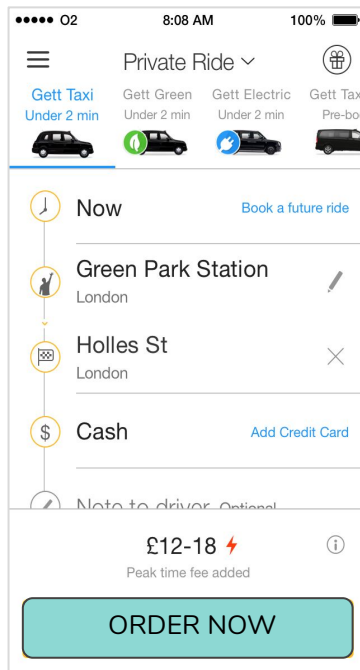 O2 8:08 AM 100%
Private Ride
Gett Taxi Gett Green Gett Electric Gett Tax
Under 2 min Under 2 min Under 2 min Pre-boo
Now Book a future ride
Green Park Station
London
Holles St
London
$ Cash Add Credit Card
Note to driver Optional
£12-18
Peak time fee added
ORDER NOW